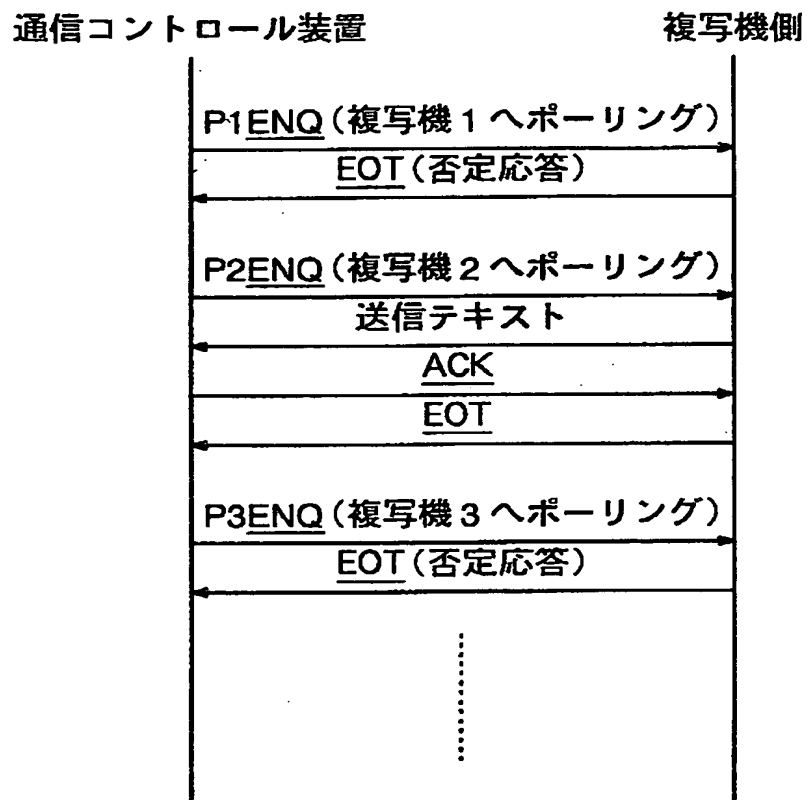 通信コントロール装置 複写機側
P1ENQ(複写機1へポーリング)
EOT(否定応答)
P2ENQ(複写機2へポーリング)
送信テキスト
ACK
EOT
P3ENQ(複写機3へポーリング)
EOT(否定応答)